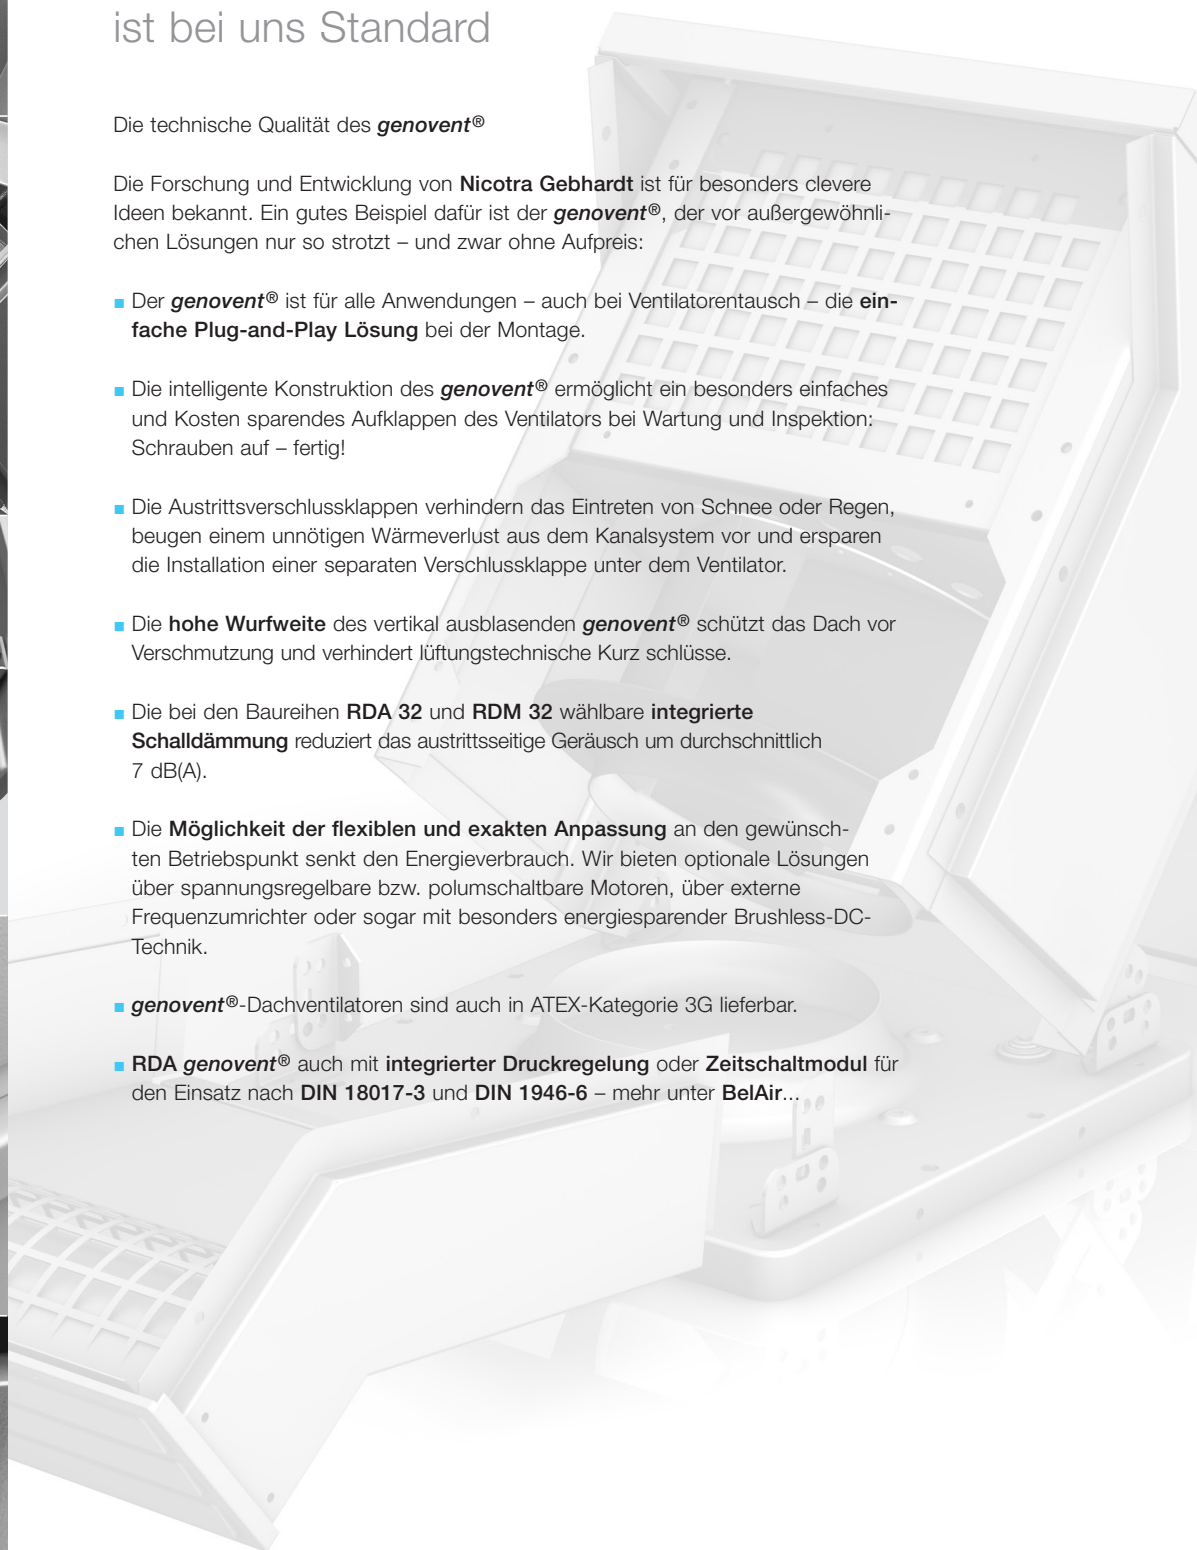 ist bei uns Standard
Die technische Qualität des genovent®
Die Forschung und Entwicklung von Nicotra Gebhardt ist für besonders clevere
Ideen bekannt. Ein gutes Beispiel dafür ist der genovent®, der vor außergewöhnli-
chen Lösungen nur so strotzt – und zwar ohne Aufpreis:
■ Der genovent® ist für alle Anwendungen – auch bei Ventilatorentausch – die ein-
fache Plug-and-Play Lösung bei der Montage.
■ Die intelligente Konstruktion des genovent® ermöglicht ein besonders einfaches
und Kosten sparendes Aufklappen des Ventilators bei Wartung und Inspektion:
Schrauben auf – fertig!
■ Die Austrittsverschlussklappen verhindern das Eintreten von Schnee oder Regen,
beugen einem unnötigen Wärmeverlust aus dem Kanalsystem vor und ersparen
die Installation einer separaten Verschlussklappe unter dem Ventilator.
■ Die hohe Wurfweite des vertikal ausblasenden genovent® schützt das Dach vor
Verschmutzung und verhindert lüftungstechnische Kurz schlüsse.
■ Die bei den Baureihen RDA 32 und RDM 32 wählbare integrierte
Schalldämmung reduziert das austrittsseitige Geräusch um durchschnittlich
7 dB(A).
■ Die Möglichkeit der flexiblen und exakten Anpassung an den gewünsch-
ten Betriebspunkt senkt den Energieverbrauch. Wir bieten optionale Lösungen
über spannungsregelbare bzw. polumschaltbare Motoren, über externe
Frequenzumrichter oder sogar mit besonders energiesparender Brushless-DC-
Technik.
■ genovent®-Dachventilatoren sind auch in ATEX-Kategorie 3G lieferbar.
■ RDA genovent® auch mit integrierter Druckregelung oder Zeitschaltmodul für
den Einsatz nach DIN 18017-3 und DIN 1946-6 – mehr unter BelAir...